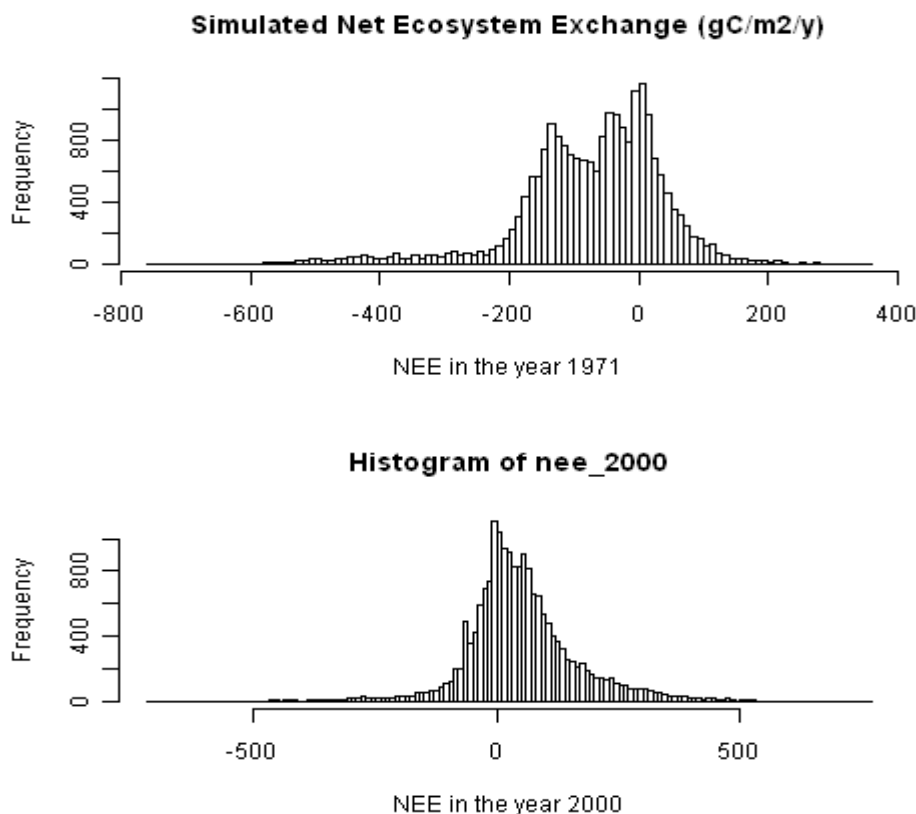 Simulated Net Ecosystem Exchange (gC/m2/y)
Frequency
800
400
0
-800 -600 -400 -200 0 200 400
NEE in the year 1971
Histogram of nee_2000
Frequency
800
400
0
-500 0 500
NEE in the year 2000